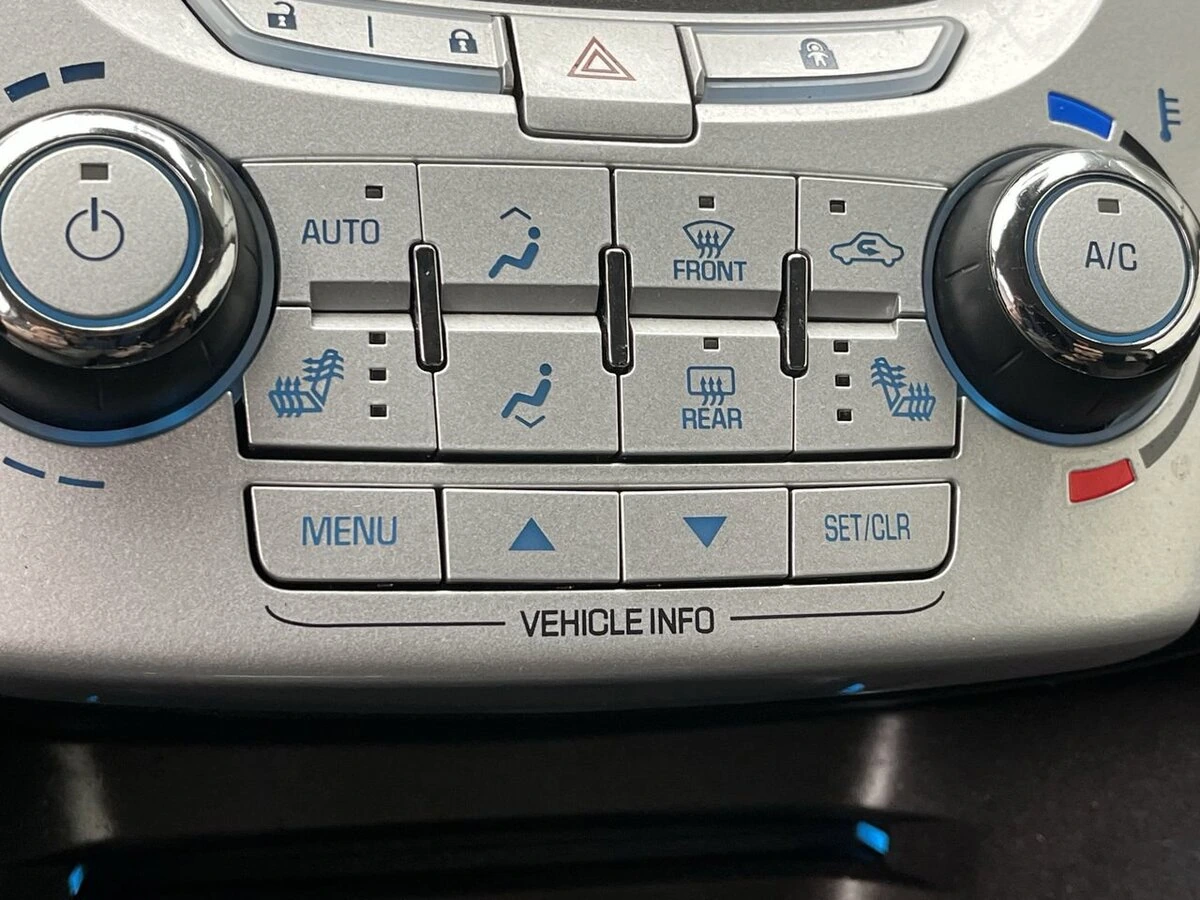 AUTO
FRONT
A/C
REAR
MENU
SET/CLR
VEHICLE INFO